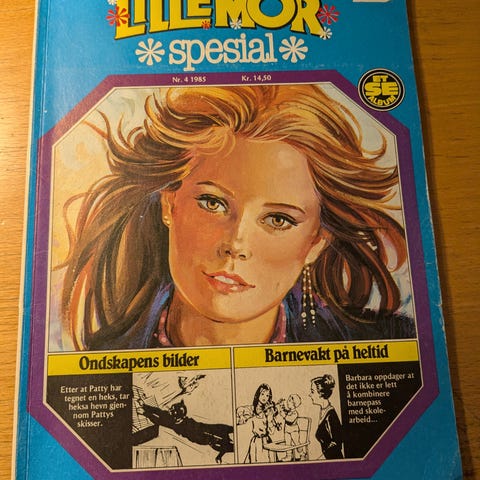 LILLEMOR
spesial
Nr. 4 1985 Kr. 14,50
ET
SE
ALBUM
Ondskapens bilder
Etter at Patty har
tegnet en heks, tar
heksa hevn gjen-
nom Pattys
skisser.
Barnevakt på heltid
Barbara oppdager at
det ikke er lett
å kombinere
barnepass
med skole-
arbeid...